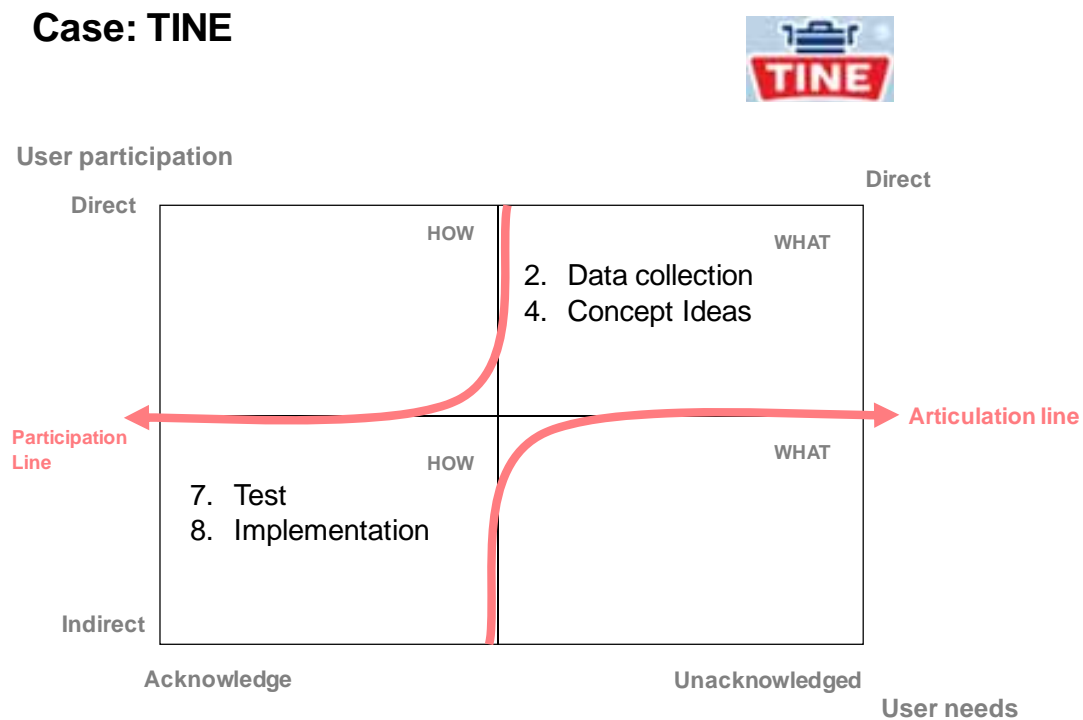 Case: TINE
TINE
User participation
Direct
Direct
HOW
WHAT
2. Data collection
4. Concept Ideas
Participation
Line
Articulation line
HOW
WHAT
7. Test
8. Implementation
Indirect
Acknowledge
Unacknowledged
User needs